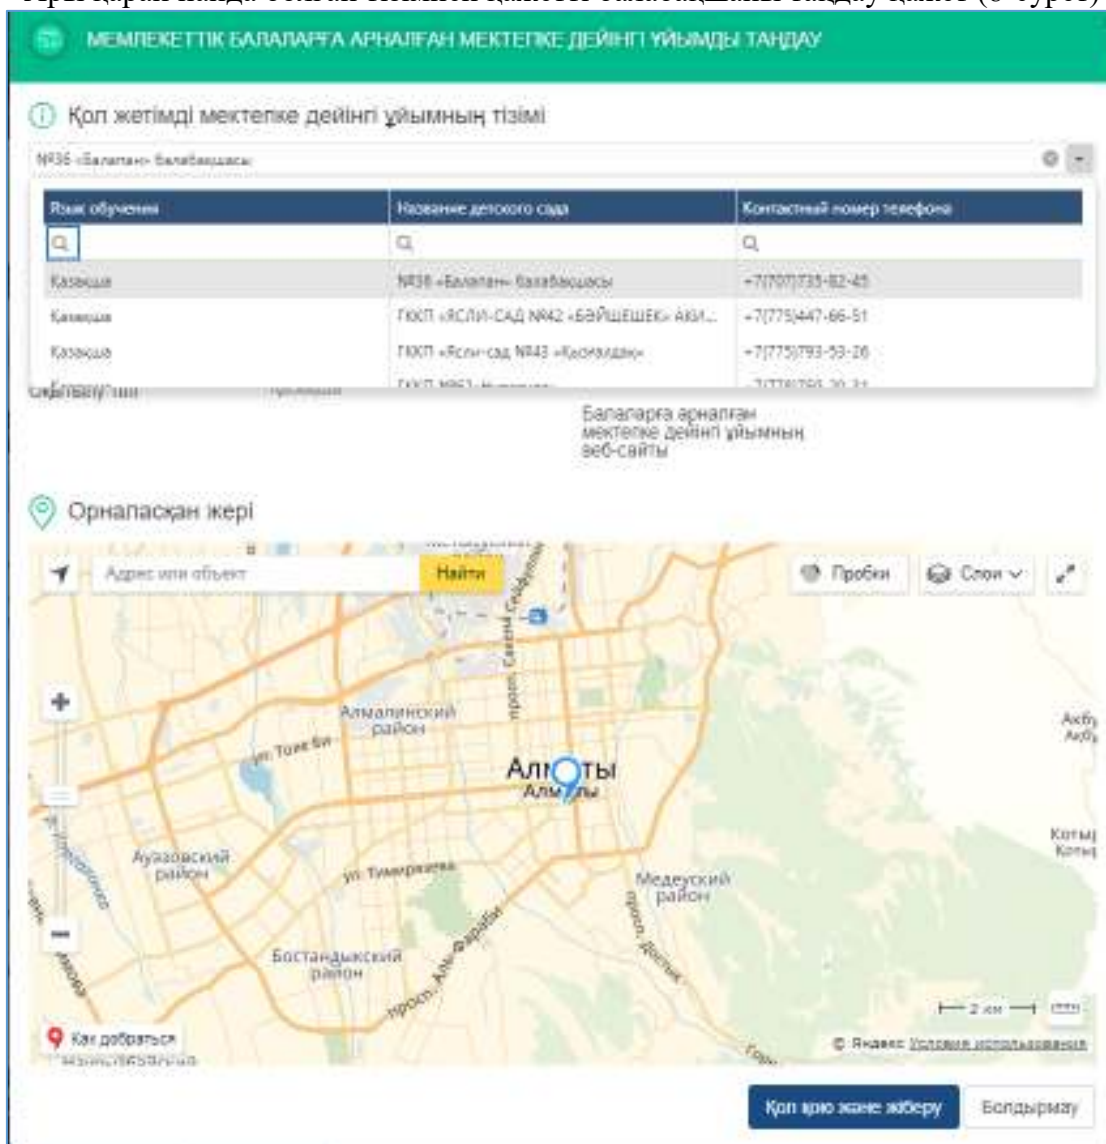 МЕМЛЕКЕТТІК БАЛАЛАРҒА АРНАЛҒАН МЕКТЕПКЕ ДЕЙІНГІ ҰЙЫМДЫ ТАҢДАУ
Қол жетімді мектепке дейінгі ұйымның тізімі
№36 «Балапан» балабақшасы
Язык обучения Название детского сада Контактный номер телефона
Қазақша №36 «Балапан» балабақшасы +7(707)735-82-45
Қазақша ГККП «ЯСЛИ-САД №42 «БӘЙШЕШЕК» АКИ... +7(775)447-66-51
Қазақша ГККП «Ясли-сад №43 «Қызғалдақ» +7(775)793-53-26
Балаларға арналған
мектепке дейінгі ұйымның
веб-сайты
Орналасқан жері
Адрес или объект Найти Пробки Слои
просп. Сакена Сейфуллина
Алмалинский
район
ул. Толе би
Алматы
Алматы
Ауэзовский
район
ул. Тимирязева
Медеуский
район
просп. Достык
Бостандыкский
район
просп. Аль-Фараби
2 км
Как добраться
© Яндекс Условия использования
Қол қою және жіберу Болдырмау